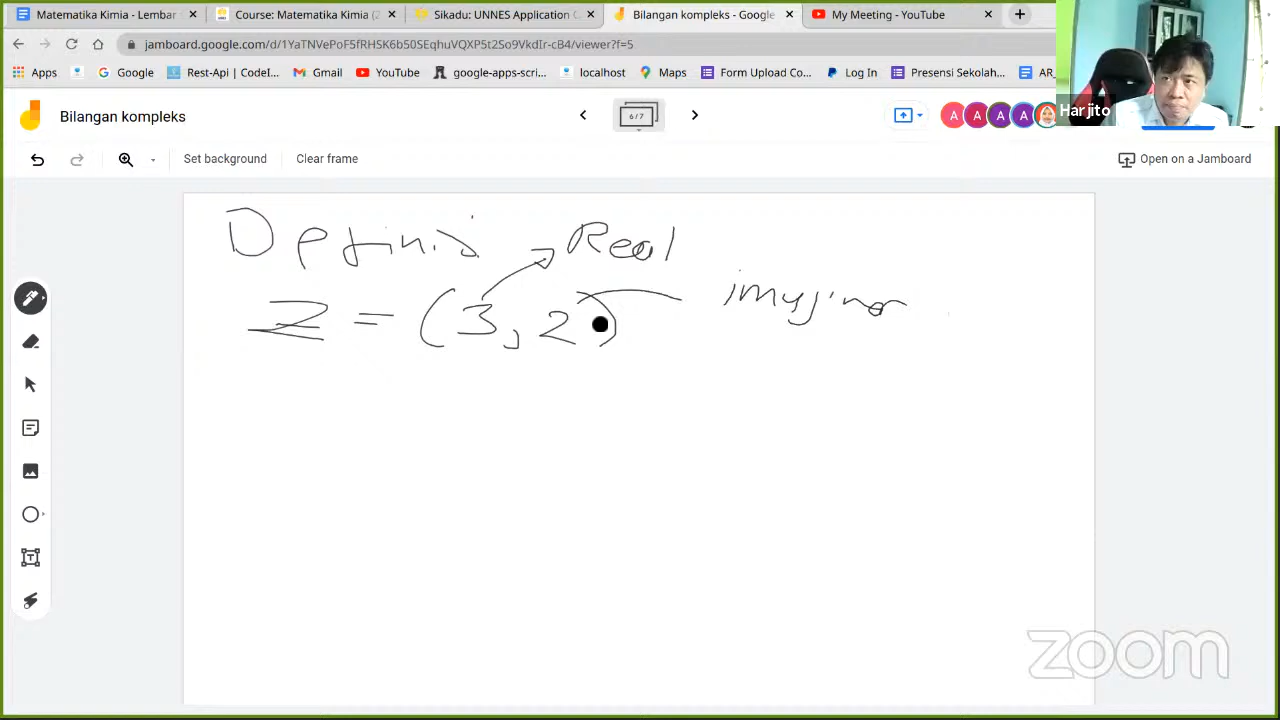 Matematika Kimia - Lembar
Course: Matematika Kimia (2
Sikadu: UNNES Application C
Bilangan kompleks - Google
My Meeting - YouTube
jamboard.google.com/d/1YaTNVePoF5fRHSK6b50SEqhuVQXP5t2So9VkdIr-cB4/viewer?f=5
Apps
Google
Rest-Api | CodeI...
Gmail
YouTube
google-apps-scri...
localhost
Maps
Form Upload Co...
Log In
Presensi Sekolah...
AR_
Harjito
Bilangan kompleks
6/7
A A A A
Set background
Clear frame
Open on a Jamboard
Definisi Real
Z = (3, 2) imajiner
zoom